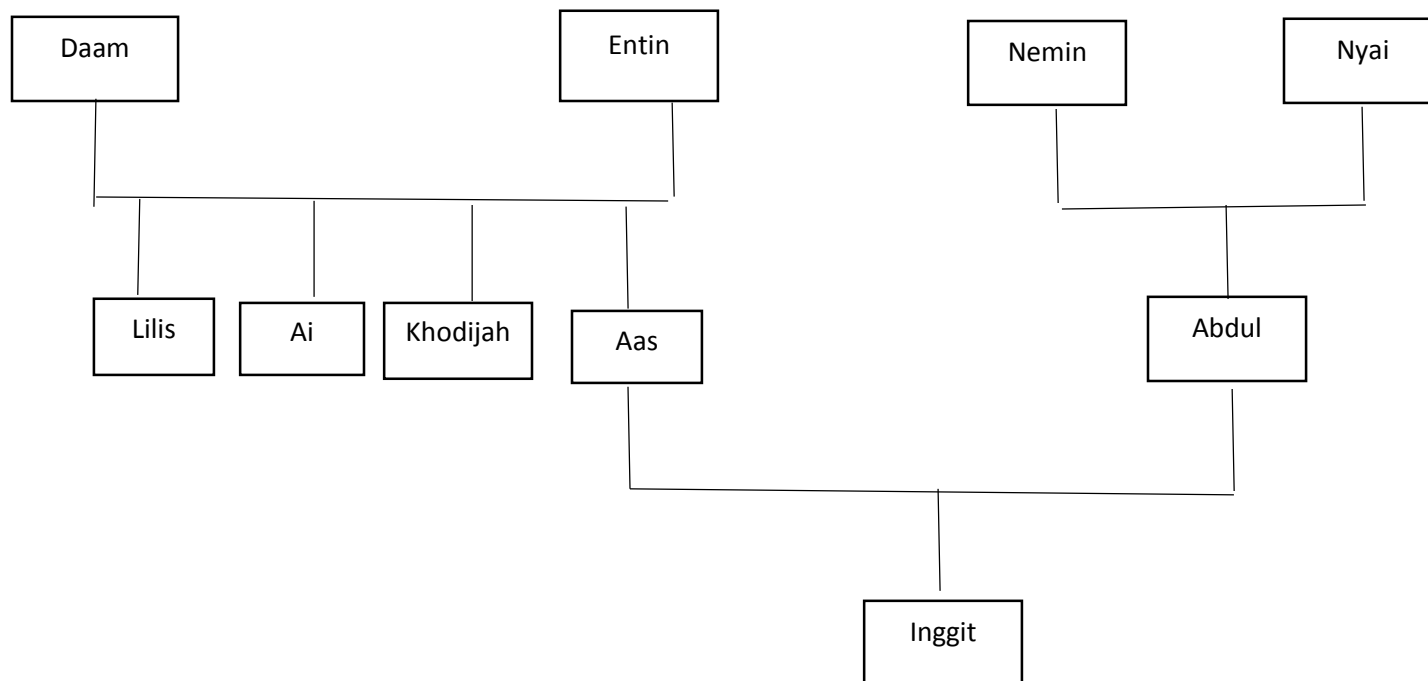 Daam
Entin
Nemin
Nyai
Lilis
Ai
Khodijah
Aas
Abdul
Inggit